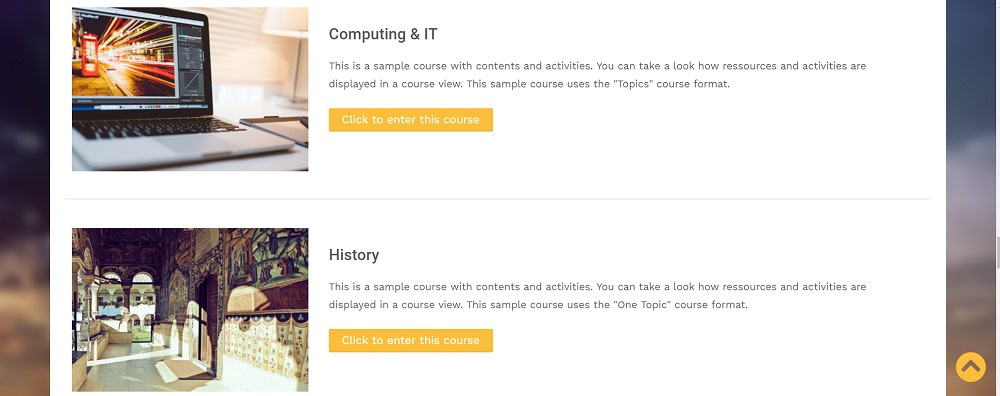 Computing & IT
This is a sample course with contents and activities. You can take a look how ressources and activities are
displayed in a course view. This sample course uses the "Topics" course format.
Click to enter this course
History
This is a sample course with contents and activities. You can take a look how ressources and activities are
displayed in a course view. This sample course uses the "One Topic" course format.
Click to enter this course